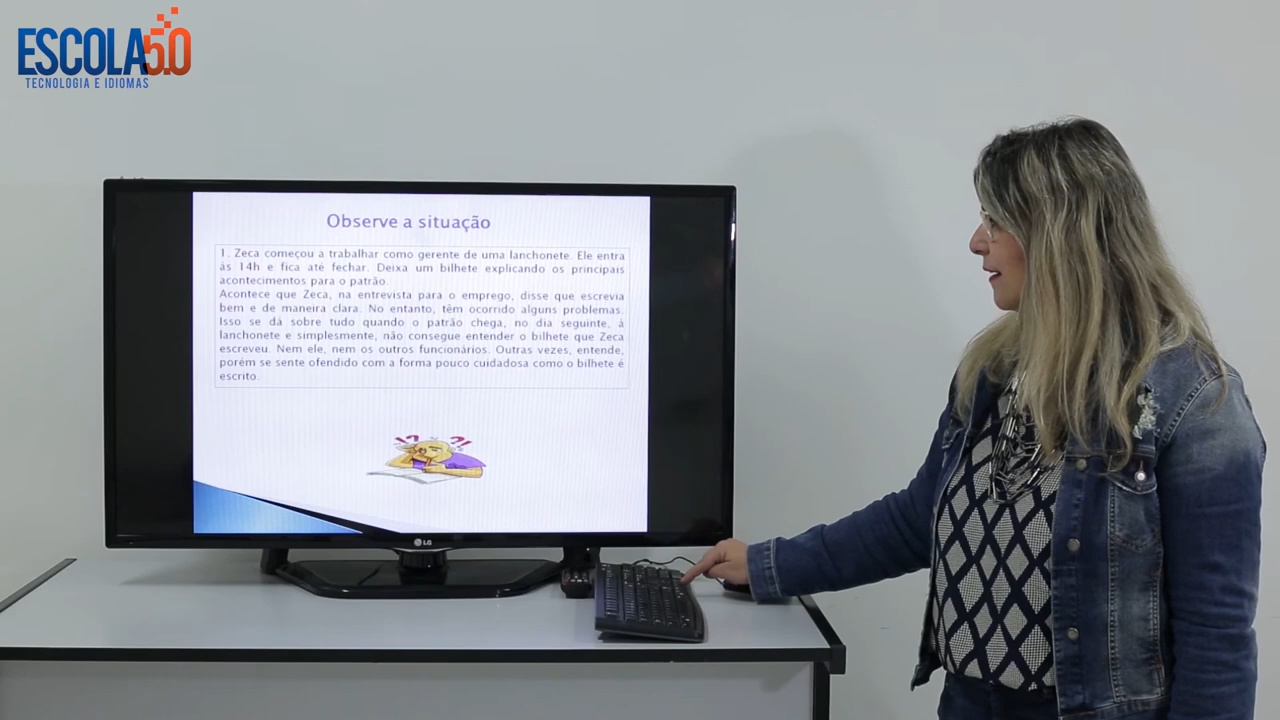 ESCOLA 5.0
TECNOLOGIA E IDIOMAS
Observe a situação
1. Zeca começou a trabalhar como gerente de uma lanchonete. Ele entra
às 14h e fica até fechar. Deixa um bilhete explicando os principais
acontecimentos para o patrão.
Acontece que Zeca, na entrevista para o emprego, disse que escrevia
bem e de maneira clara. No entanto, têm ocorrido alguns problemas.
Isso se dá sobre tudo quando o patrão chega, no dia seguinte, à
lanchonete e simplesmente, não consegue entender o bilhete que Zeca
escreveu. Nem ele, nem os outros funcionários. Outras vezes, entende,
porém se sente ofendido com a forma pouco cuidadosa como o bilhete é
escrito.
!? ?!
LG